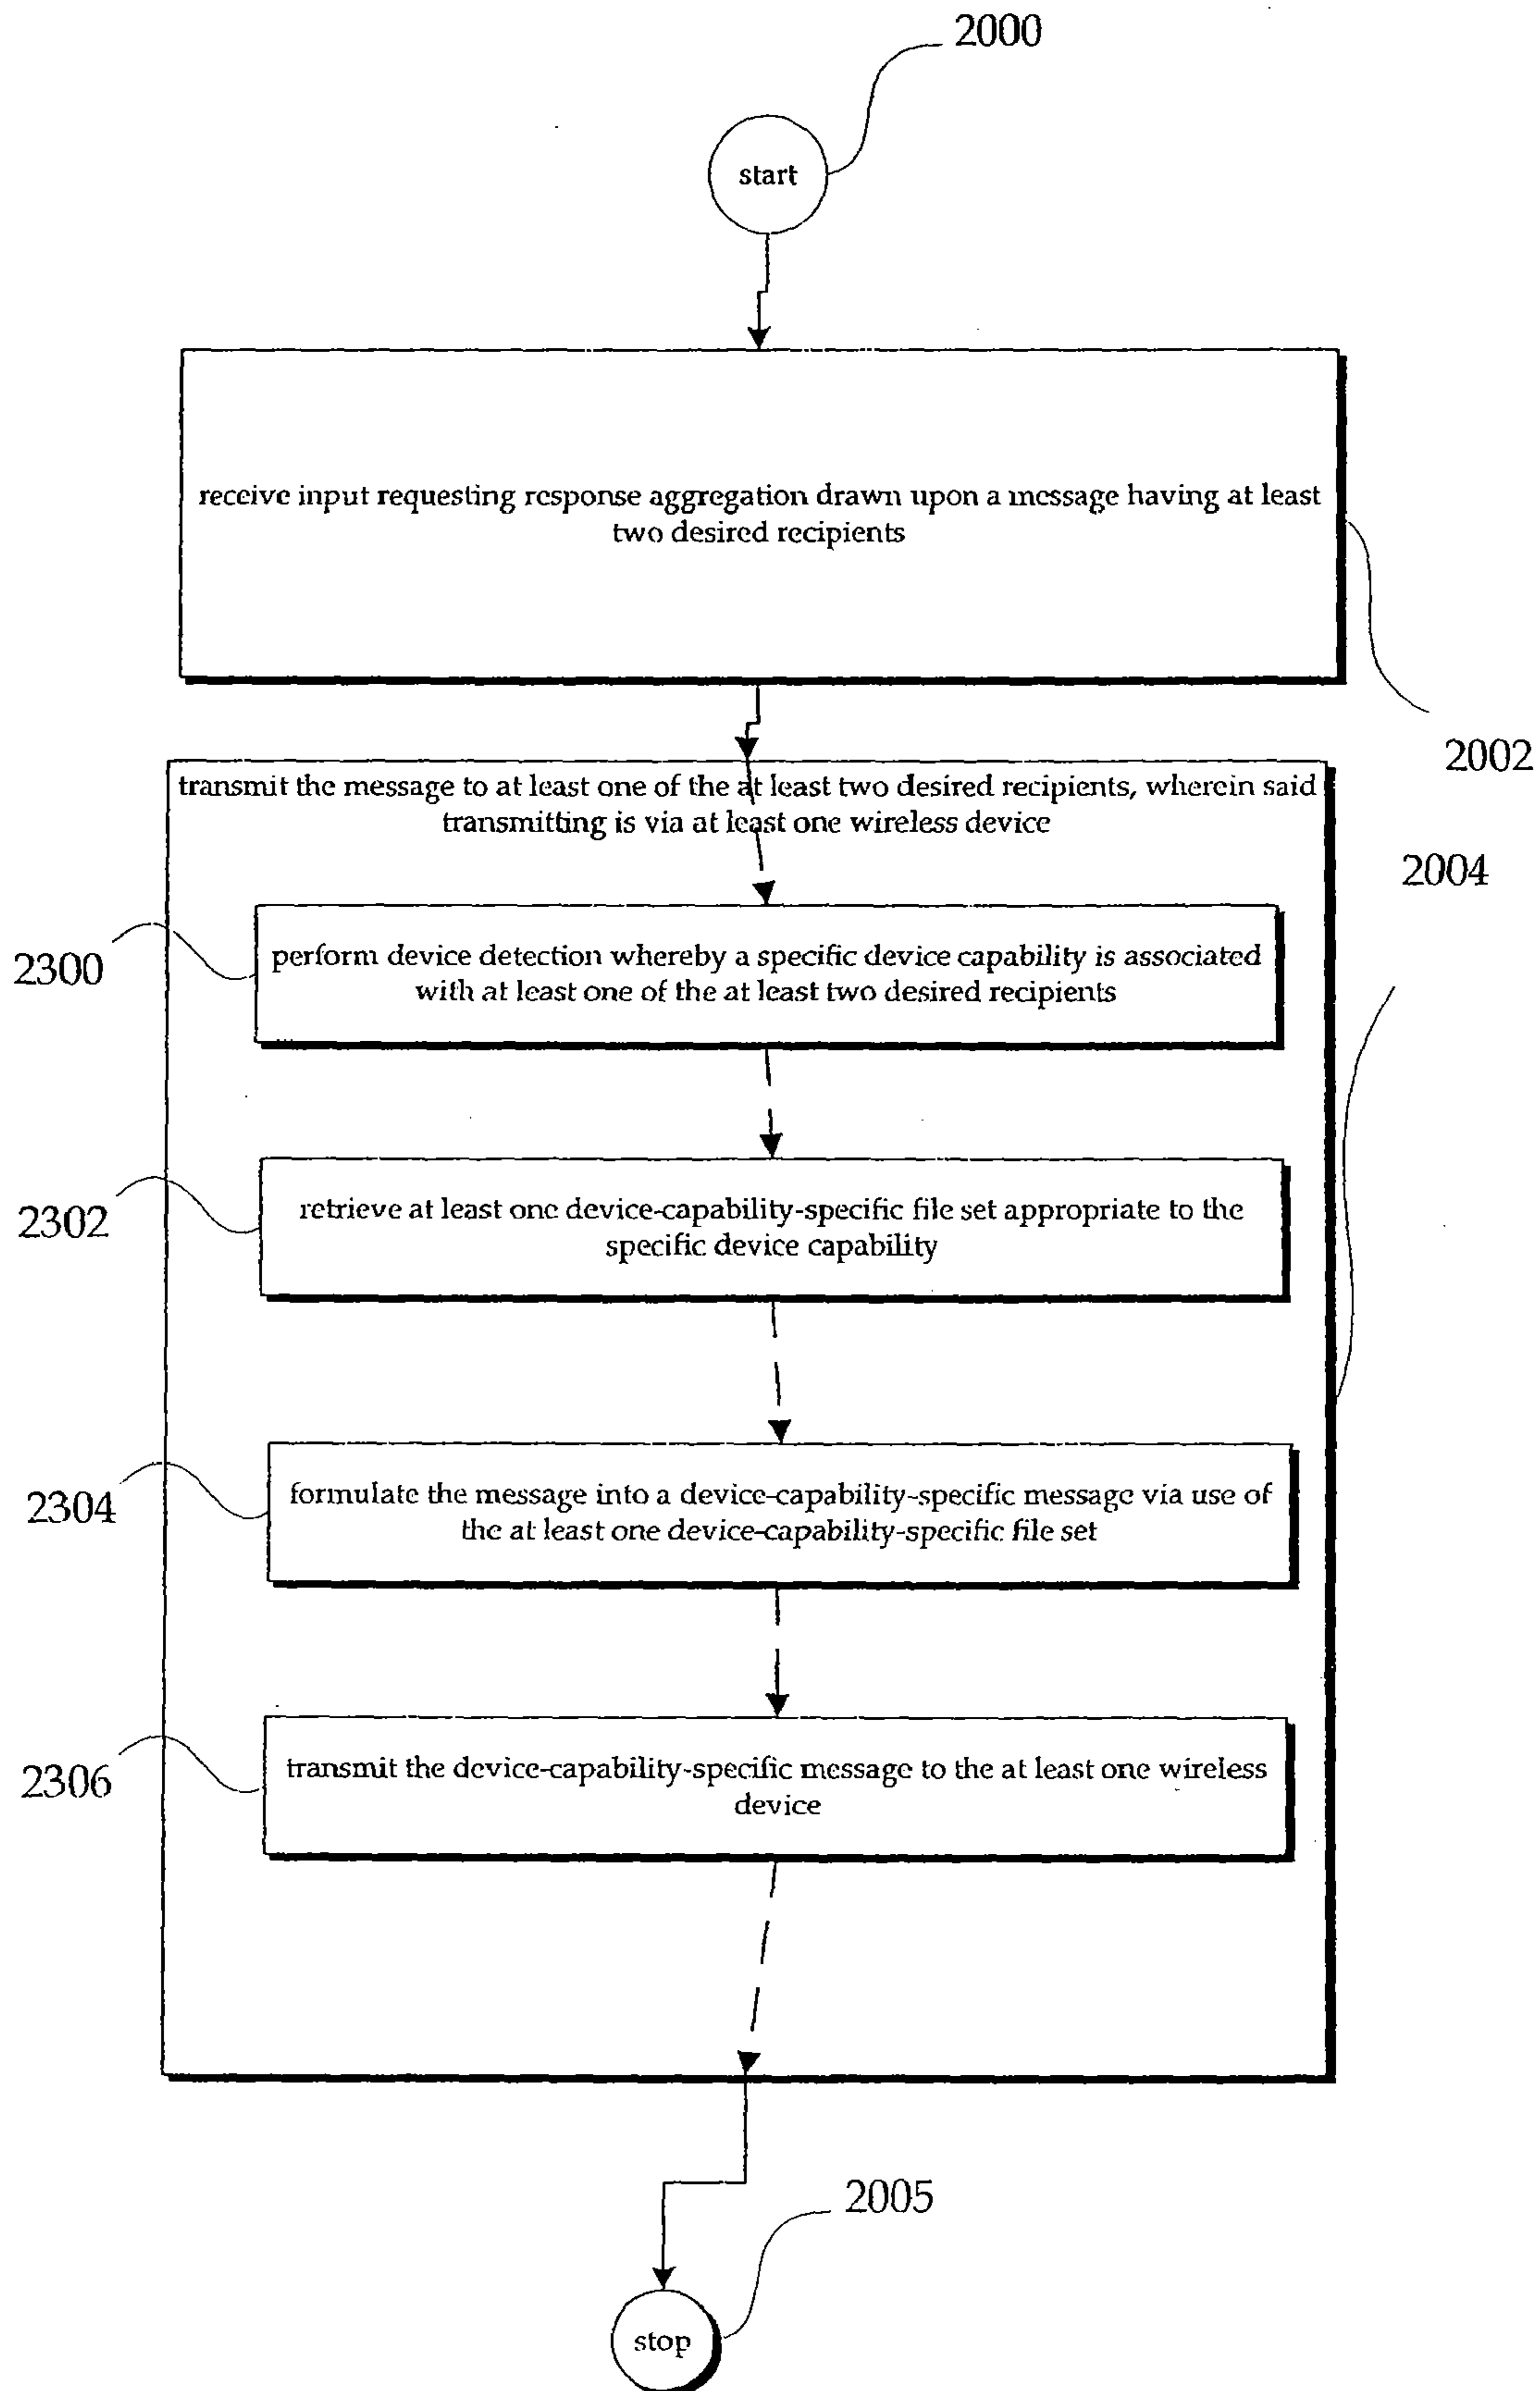 2000
start
receive input requesting response aggregation drawn upon a message having at least
two desired recipients
2002
transmit the message to at least one of the at least two desired recipients, wherein said
transmitting is via at least one wireless device
2004
2300
perform device detection whereby a specific device capability is associated
with at least one of the at least two desired recipients
2302
retrieve at least one device-capability-specific file set appropriate to the
specific device capability
2304
formulate the message into a device-capability-specific message via use of
the at least one device-capability-specific file set
2306
transmit the device-capability-specific message to the at least one wireless
device
2005
stop